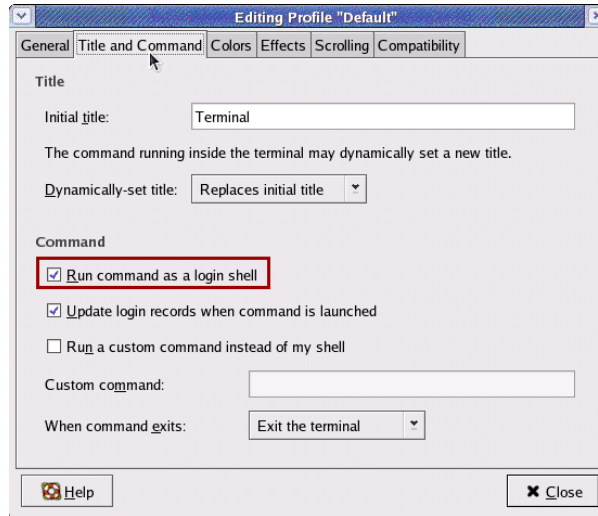 Editing Profile "Default"
General Title and Command Colors Effects Scrolling Compatibility
Title
Initial title: Terminal
The command running inside the terminal may dynamically set a new title.
Dynamically-set title: Replaces initial title
Command
Run command as a login shell
Update login records when command is launched
Run a custom command instead of my shell
Custom command:
When command exits: Exit the terminal
Help Close